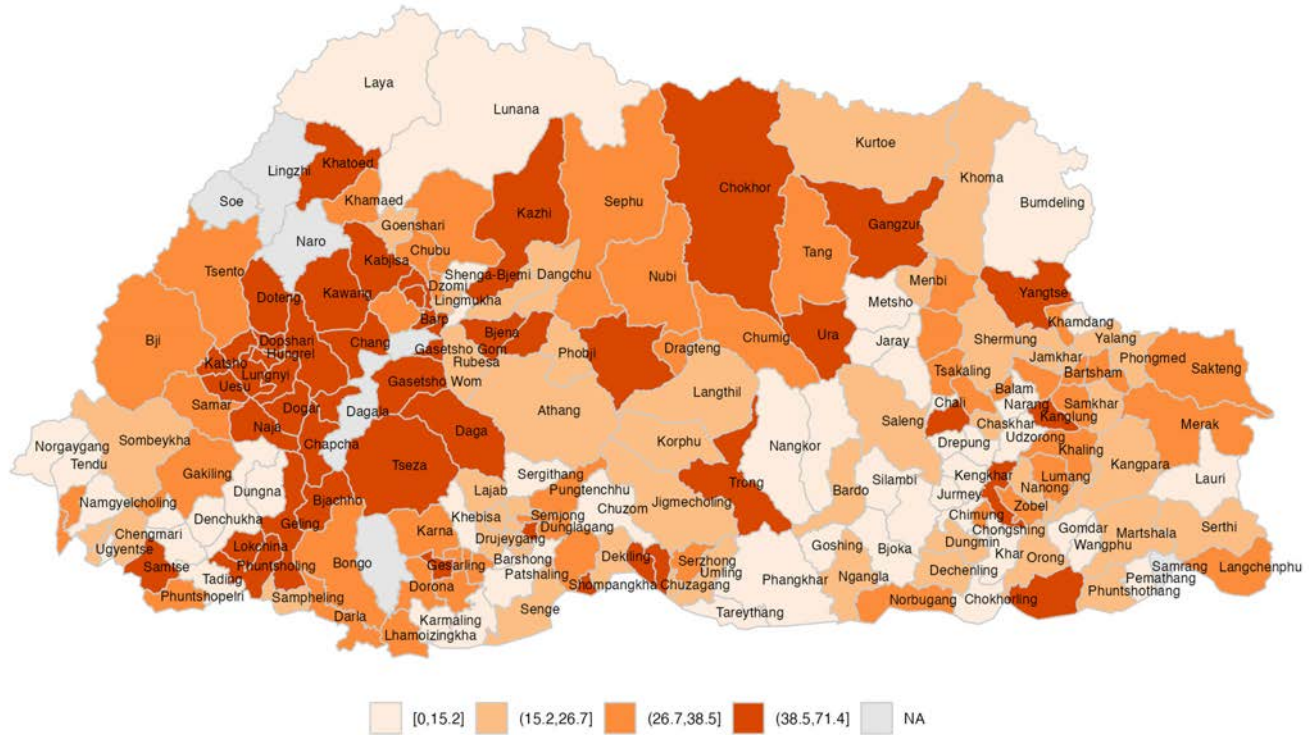 Laya
Lunana
Kurtoe
Khoma
Bumdeling
Lingzhi
Khatoed
Chokhor
Soe
Khamaed
Sephu
Kazhi
Goenshari
Gangzur
Naro
Chubu
Tang
Kabjisa
Tsento
Shenga-Bjemi
Dangchu
Nubi
Menbi
Dzomi
Yangtse
Doteng
Kawang
Lingmukha
Metsho
Barp
Khamdang
Bji
Dopshari
Chang
Bjena
Chumig
Ura
Jaray
Shermung
Yalang
Hungrel
Gasetsho Gom
Phobji
Dragteng
Jamkhar
Phongmed
Katsho
Rubesa
Lungnyi
Tsakaling
Bartsham
Sakteng
Uesu
Gasetsho Wom
Langthil
Balam
Samar
Dogar
Dagala
Athang
Chali
Narang
Samkhar
Naja
Saleng
Chaskhar
Kanglung
Merak
Norgaygang
Sombeykha
Chapcha
Daga
Korphu
Nangkor
Drepung
Udzorong
Khaling
Tendu
Gakiling
Tseza
Sergithang
Trong
Silambi
Kengkhar
Lumang
Kangpara
Lauri
Dungna
Lajab
Pungtenchhu
Bardo
Jurmey
Nanong
Namgyelcholing
Bjachho
Jigmecholing
Zobel
Denchukha
Geling
Khebisa
Semjong
Chuzom
Chimung
Serthi
Chengmari
Karna
Drujeygang
Dunglagang
Chongshing
Gomdar
Martshala
Ugyentse
Lokchina
Goshing
Bjoka
Dungmin
Wangphu
Samtse
Phuntsholing
Bongo
Gesarling
Barshong
Dekiling
Serzhong
Khar
Orong
Tading
Patshaling
Umling
Phangkhar
Ngangla
Dechenling
Samrang
Langchenphu
Phuntshopelri
Sampheling
Dorona
Shompangkha
Chuzagang
Pemathang
Daria
Karmaling
Senge
Tareythang
Norbugang
Chokhorling
Phuntshothang
Lhamoizingkha
[0,15.2]
(15.2,26.7]
(26.7,38.5]
(38.5,71.4]
NA